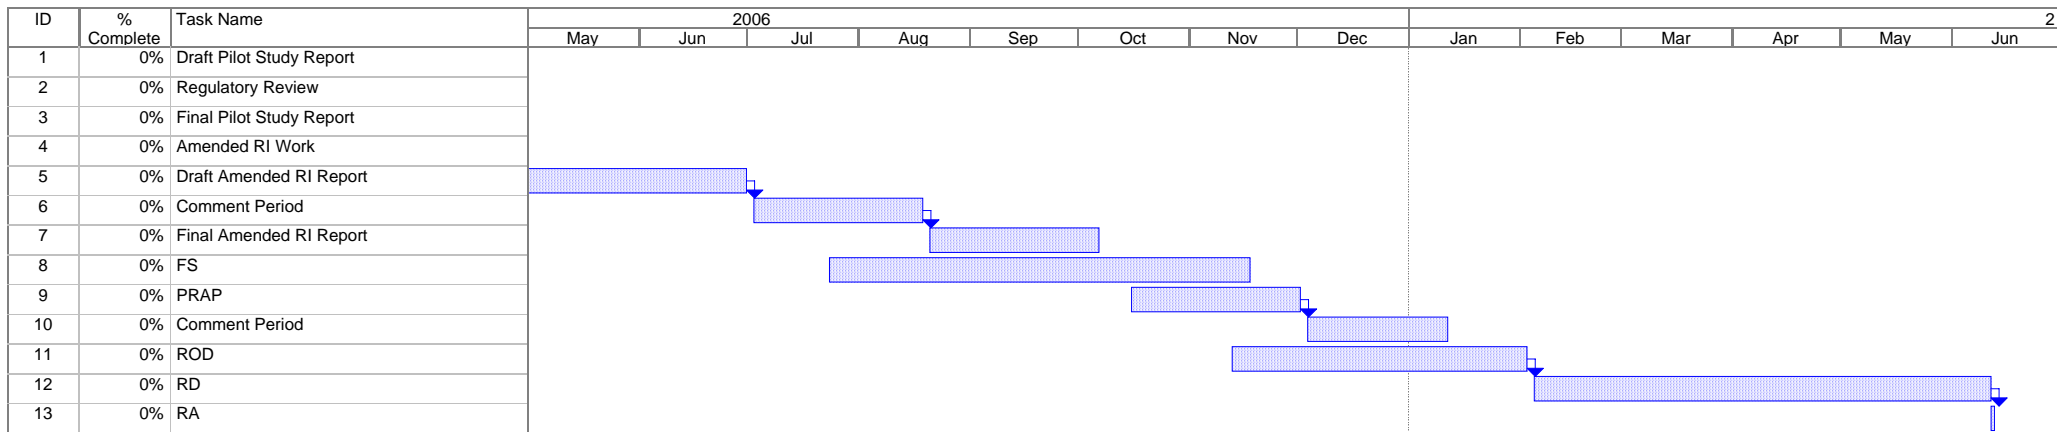 ID % Complete Task Name 2006 2
May Jun Jul Aug Sep Oct Nov Dec Jan Feb Mar Apr May Jun
1 0% Draft Pilot Study Report
2 0% Regulatory Review
3 0% Final Pilot Study Report
4 0% Amended RI Work
5 0% Draft Amended RI Report
6 0% Comment Period
7 0% Final Amended RI Report
8 0% FS
9 0% PRAP
10 0% Comment Period
11 0% ROD
12 0% RD
13 0% RA